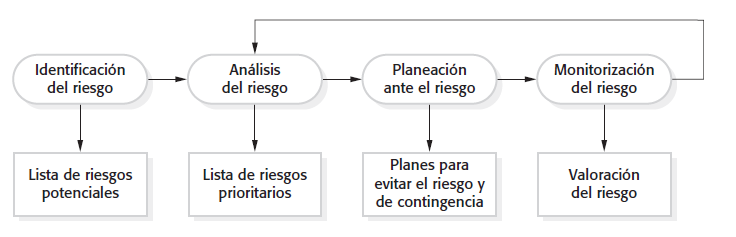 Identificación
del riesgo
Análisis
del riesgo
Planeación
ante el riesgo
Monitorización
del riesgo
Lista de riesgos
potenciales
Lista de riesgos
prioritarios
Planes para
evitar el riesgo y
de contingencia
Valoración
del riesgo